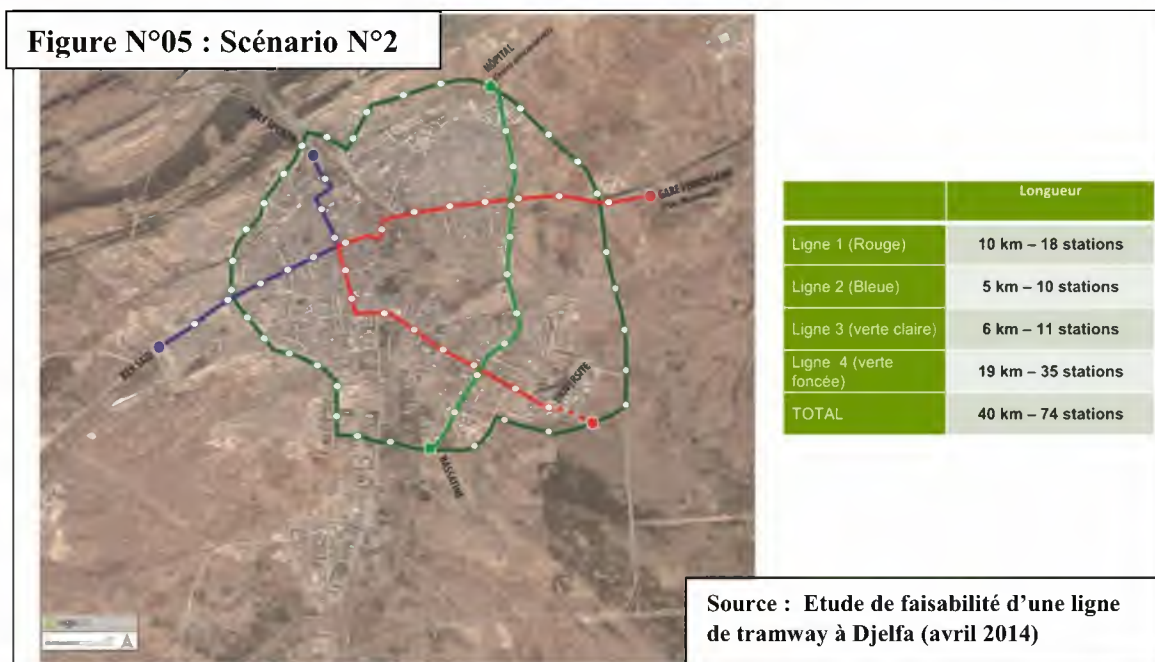 Figure N°05 : Scénario N°2
HÔPITAL
GARE FERROVIAIRE
UNIVERSITÉ
BASSATINE
Longueur
Ligne 1 (Rouge) 10 km – 18 stations
Ligne 2 (Bleue) 5 km – 10 stations
Ligne 3 (verte claire) 6 km – 11 stations
Ligne 4 (verte
foncée) 19 km – 35 stations
TOTAL 40 km – 74 stations
Source : Etude de faisabilité d'une ligne
de tramway à Djelfa (avril 2014)